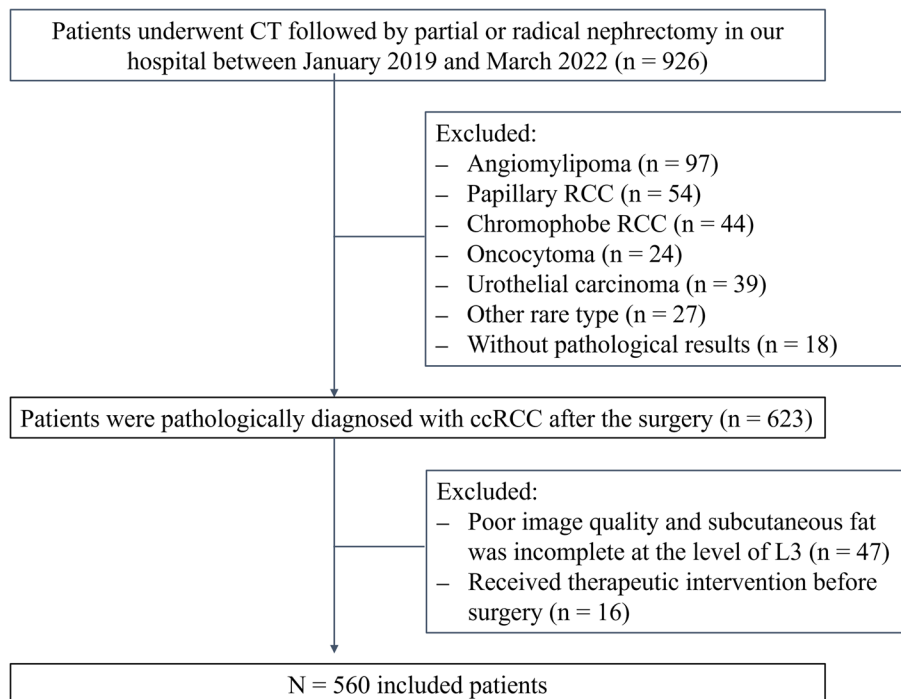 Patients underwent CT followed by partial or radical nephrectomy in our
hospital between January 2019 and March 2022 (n = 926)
Excluded:
– Angiomylipoma (n = 97)
– Papillary RCC (n = 54)
– Chromophobe RCC (n = 44)
– Oncocytoma (n = 24)
– Urothelial carcinoma (n = 39)
– Other rare type (n = 27)
– Without pathological results (n = 18)
Patients were pathologically diagnosed with ccRCC after the surgery (n = 623)
Excluded:
– Poor image quality and subcutaneous fat
was incomplete at the level of L3 (n = 47)
– Received therapeutic intervention before
surgery (n = 16)
N = 560 included patients